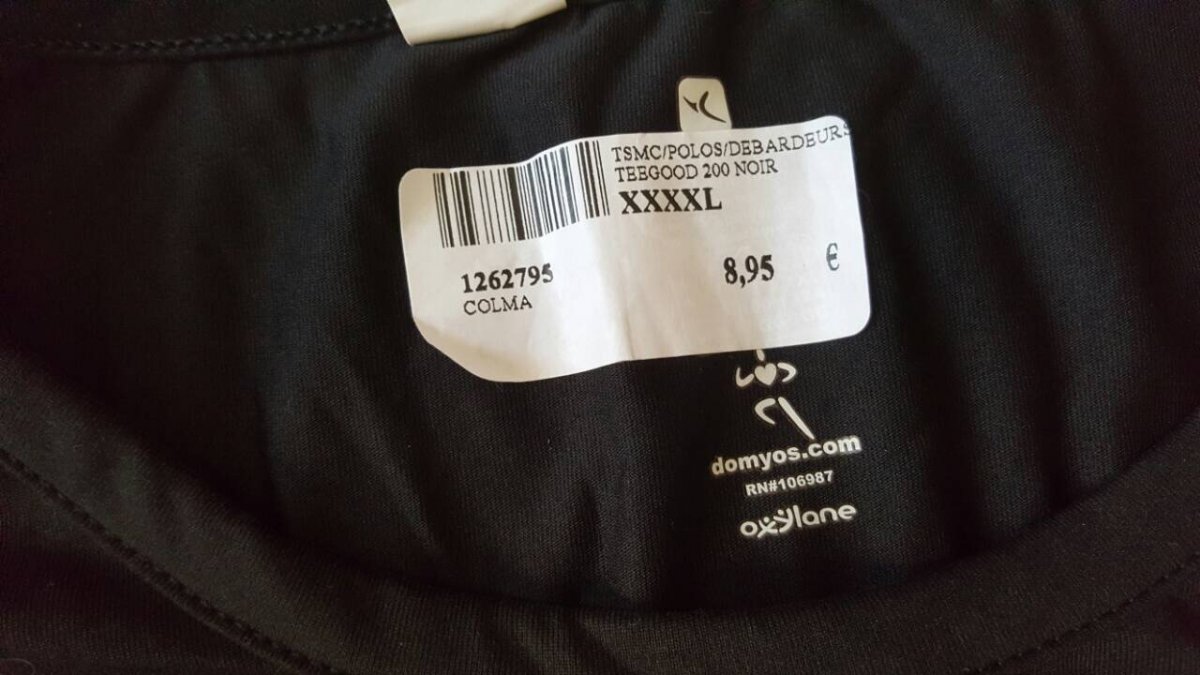 TSMC/POLOS/DEBARDEURS
TEEGOOD 200 NOIR
XXXXL
1262795
8,95 €
COLMA
domyos.com
RN#106987
oxylane